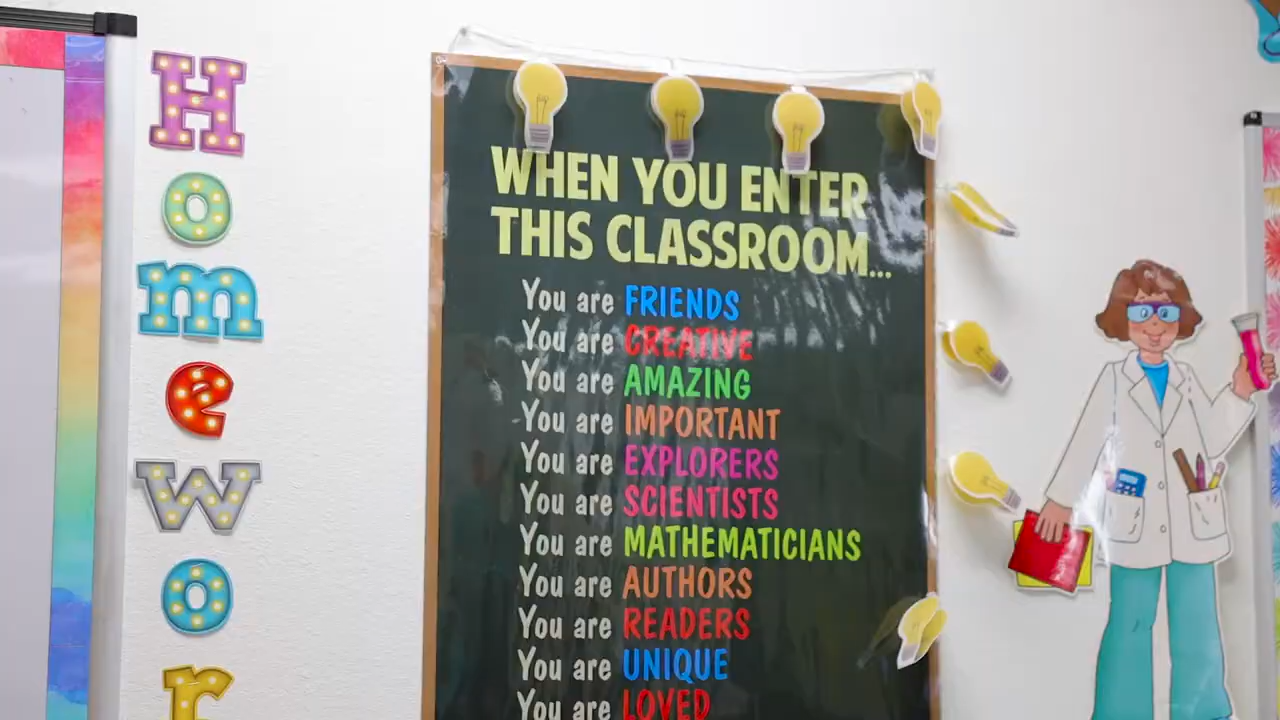 Homewor
WHEN YOU ENTER
THIS CLASSROOM...
You are FRIENDS
You are CREATIVE
You are AMAZING
You are IMPORTANT
You are EXPLORERS
You are SCIENTISTS
You are MATHEMATICIANS
You are AUTHORS
You are READERS
You are UNIQUE
You are LOVED